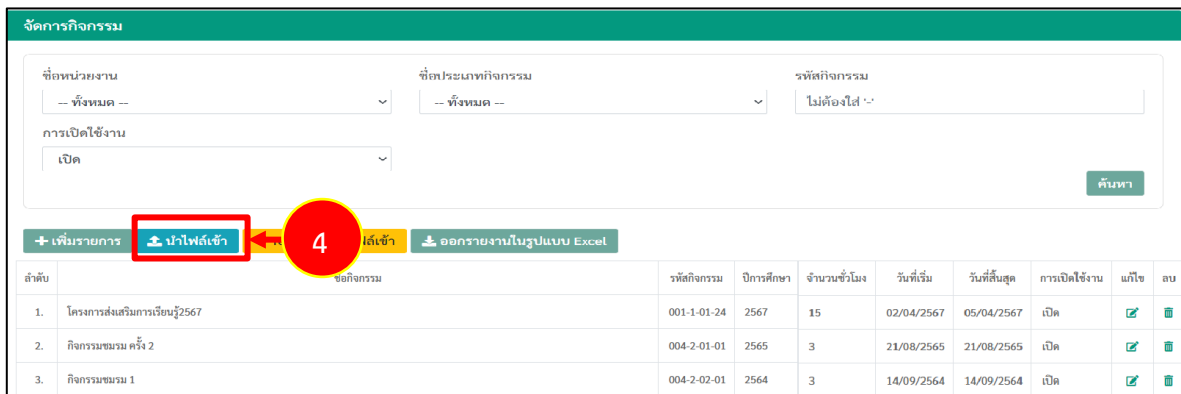 จัดการกิจกรรม
ชื่อหน่วยงาน ชื่อประเภทกิจกรรม รหัสกิจกรรม
-- ทั้งหมด -- -- ทั้งหมด -- ไม่ต้องใส่ '-'
การเปิดใช้งาน
เปิด
ค้นหา
เพิ่มรายการ นำไฟล์เข้า 4 ล์เข้า ออกรายงานในรูปแบบ Excel
ลำดับ ชื่อกิจกรรม รหัสกิจกรรม ปีการศึกษา จำนวนชั่วโมง วันที่เริ่ม วันที่สิ้นสุด การเปิดใช้งาน แก้ไข ลบ
1. โครงการส่งเสริมการเรียนรู้2567 001-1-01-24 2567 15 02/04/2567 05/04/2567 เปิด
2. กิจกรรมชมรม ครั้ง 2 004-2-01-01 2565 3 21/08/2565 21/08/2565 เปิด
3. กิจกรรมชมรม 1 004-2-02-01 2564 3 14/09/2564 14/09/2564 เปิด